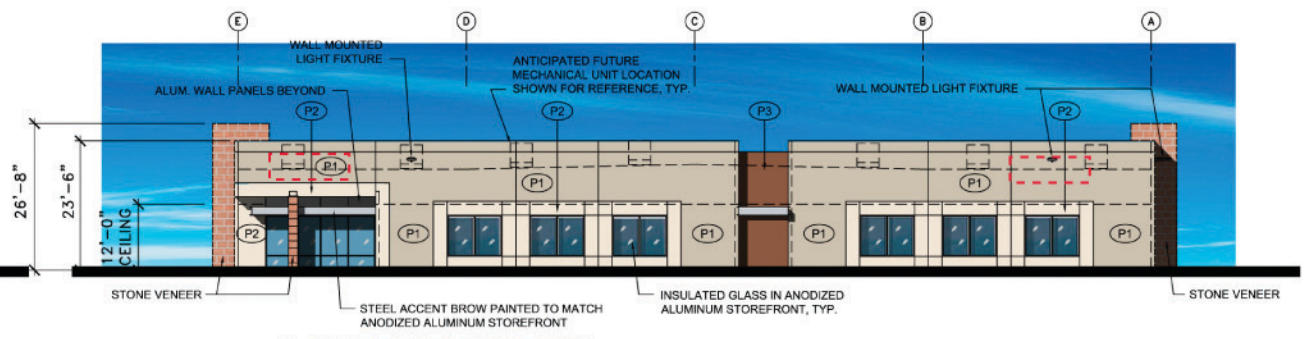 E
D
C
B
A
WALL MOUNTED
LIGHT FIXTURE
ANTICIPATED FUTURE
MECHANICAL UNIT LOCATION
SHOWN FOR REFERENCE, TYP.
ALUM. WALL PANELS BEYOND
WALL MOUNTED LIGHT FIXTURE
P2
P2
P3
P2
26'-8"
23'-6"
12'-0"
CEILING
P1
P1
P1
P2
P1
P1
P1
P1
STONE VENEER
STEEL ACCENT BROW PAINTED TO MATCH
ANODIZED ALUMINUM STOREFRONT
INSULATED GLASS IN ANODIZED
ALUMINUM STOREFRONT, TYP.
STONE VENEER